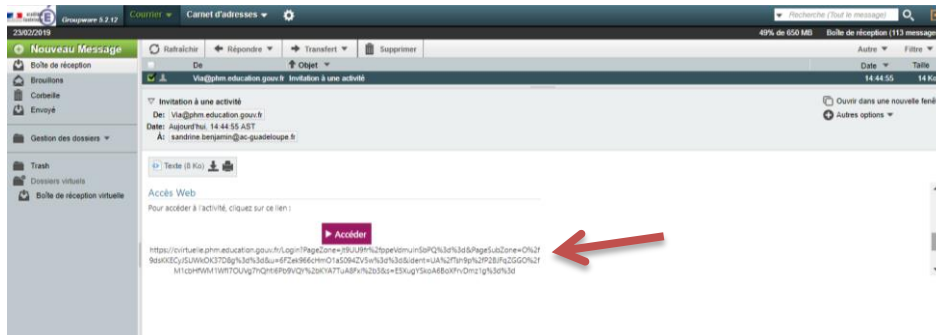 Groupware 5.2.17
Courrier
Carnet d'adresses
Recherche (Tout le message)
23/02/2019
49% de 650 MB
Boîte de réception (113 message
Nouveau Message
Rafraîchir
Répondre
Transfert
Supprimer
Autre
Filtre
Boîte de réception
De
Objet
Date
Taille
Brouillons
Via@phm.education.gouv.fr
Invitation à une activité
14:44:55
14 Ko
Corbeille
Envoyé
Gestion des dossiers
Trash
Dossiers virtuels
Boîte de réception virtuelle
Invitation à une activité
Ouvrir dans une nouvelle fenê
De: Via@phm.education.gouv.fr
Autres options
Date: Aujourd'hui, 14:44:55 AST
À: sandrine.benjamin@ac-guadeloupe.fr
Texte (8 Ko)
Accès Web
Pour accéder à l'activité, cliquez sur ce lien :
Accéder